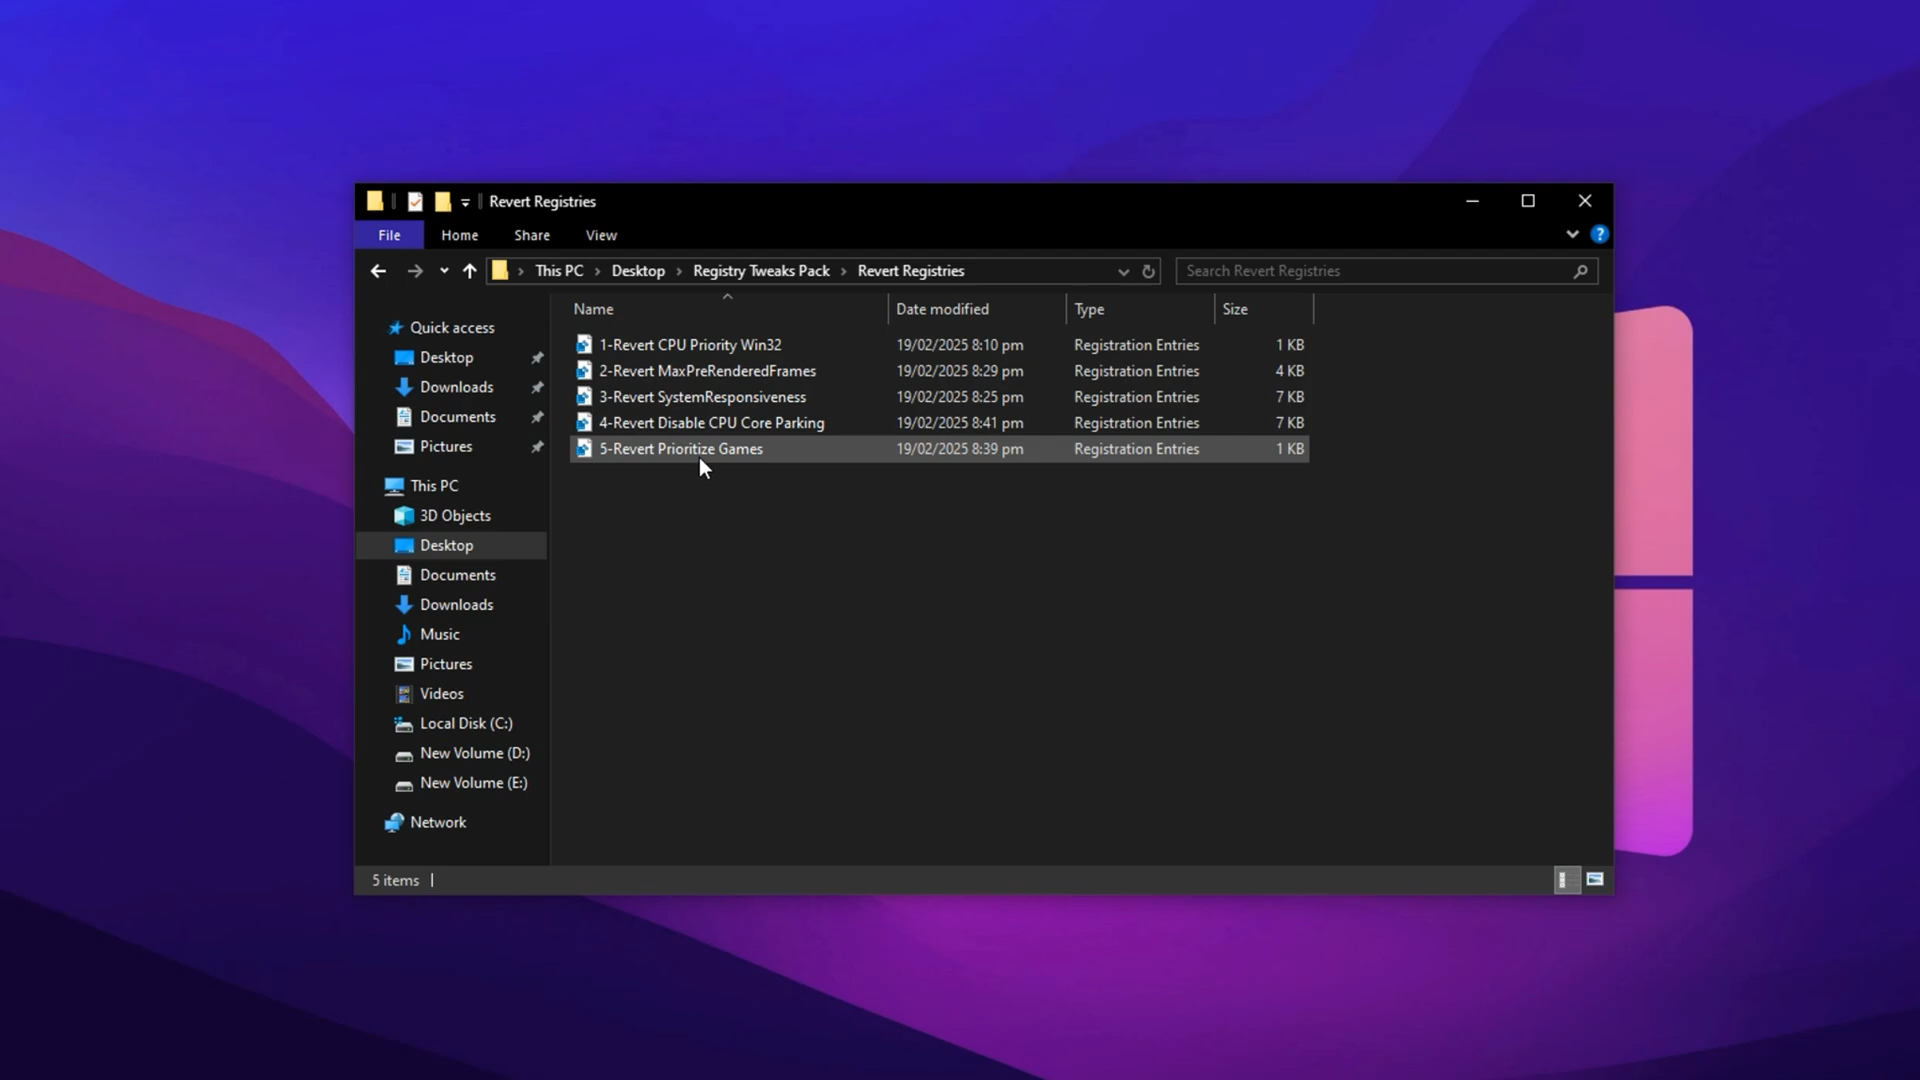 Revert Registries
File Home Share View
This PC Desktop Registry Tweaks Pack Revert Registries
Search Revert Registries
Name Date modified Type Size
1-Revert CPU Priority Win32 19/02/2025 8:10 pm Registration Entries 1 KB
2-Revert MaxPreRenderedFrames 19/02/2025 8:29 pm Registration Entries 4 KB
3-Revert SystemResponsiveness 19/02/2025 8:25 pm Registration Entries 7 KB
4-Revert Disable CPU Core Parking 19/02/2025 8:41 pm Registration Entries 7 KB
5-Revert Prioritize Games 19/02/2025 8:39 pm Registration Entries 1 KB
Quick access
Desktop
Downloads
Documents
Pictures
This PC
3D Objects
Desktop
Documents
Downloads
Music
Pictures
Videos
Local Disk (C:)
New Volume (D:)
New Volume (E:)
Network
5 items